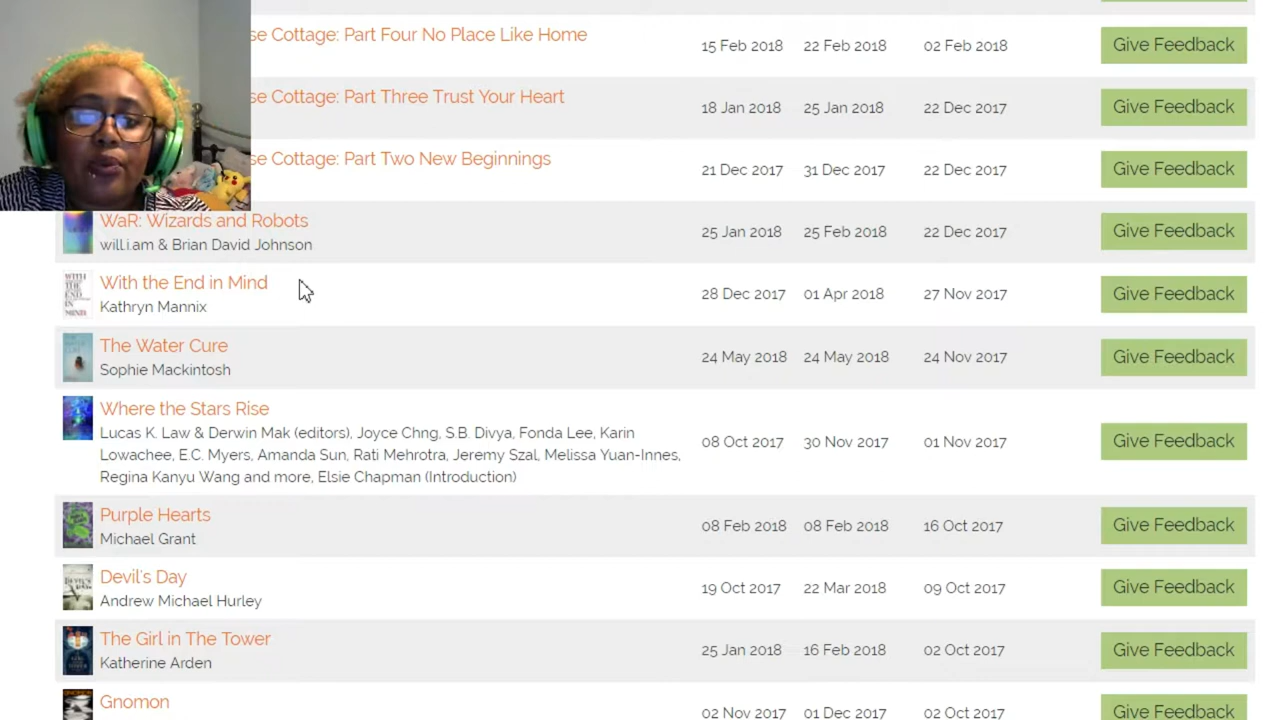 se Cottage: Part Four No Place Like Home
15 Feb 2018 22 Feb 2018 02 Feb 2018 Give Feedback
se Cottage: Part Three Trust Your Heart
18 Jan 2018 25 Jan 2018 22 Dec 2017 Give Feedback
se Cottage: Part Two New Beginnings
21 Dec 2017 31 Dec 2017 22 Dec 2017 Give Feedback
WaR: Wizards and Robots
will.i.am & Brian David Johnson
25 Jan 2018 25 Feb 2018 22 Dec 2017 Give Feedback
WITH
THE
END
IN
MIND
With the End in Mind
Kathryn Mannix
28 Dec 2017 01 Apr 2018 27 Nov 2017 Give Feedback
The Water Cure
Sophie Mackintosh
24 May 2018 24 May 2018 24 Nov 2017 Give Feedback
Where the Stars Rise
Lucas K. Law & Derwin Mak (editors), Joyce Chng, S.B. Divya, Fonda Lee, Karin
Lowachee, E.C. Myers, Amanda Sun, Rati Mehrotra, Jeremy Szal, Melissa Yuan-Innes,
Regina Kanyu Wang and more, Elsie Chapman (Introduction)
08 Oct 2017 30 Nov 2017 01 Nov 2017 Give Feedback
Purple Hearts
Michael Grant
08 Feb 2018 08 Feb 2018 16 Oct 2017 Give Feedback
Devil's Day
Andrew Michael Hurley
19 Oct 2017 22 Mar 2018 09 Oct 2017 Give Feedback
The Girl in The Tower
Katherine Arden
25 Jan 2018 16 Feb 2018 02 Oct 2017 Give Feedback
GNOMON
Gnomon
02 Nov 2017 01 Dec 2017 02 Oct 2017 Give Feedback